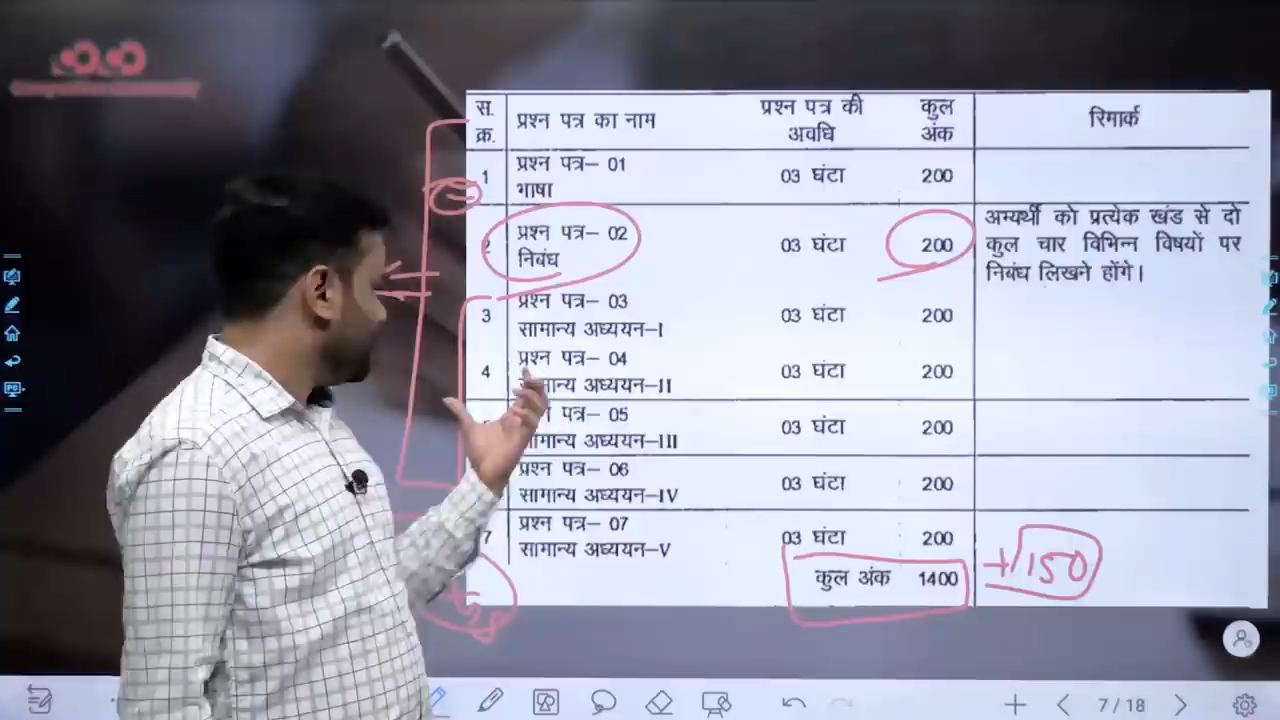 स. क्र. प्रश्न पत्र का नाम प्रश्न पत्र की अवधि कुल अंक रिमार्क
1 प्रश्न पत्र– 01 03 घंटा 200
भाषा
2 प्रश्न पत्र– 02 03 घंटा 200 अभ्यर्थी को प्रत्येक खंड से दो
निबंध कुल चार विभिन्न विषयों पर
निबंध लिखने होंगे।
3 प्रश्न पत्र– 03 03 घंटा 200
सामान्य अध्ययन–I
4 प्रश्न पत्र– 04 03 घंटा 200
सामान्य अध्ययन–II
पत्र– 05 03 घंटा 200
सामान्य अध्ययन–III
प्रश्न पत्र– 06 03 घंटा 200
सामान्य अध्ययन–IV
7 प्रश्न पत्र– 07 03 घंटा 200
सामान्य अध्ययन–V
कुल अंक 1400 +150
7 / 18